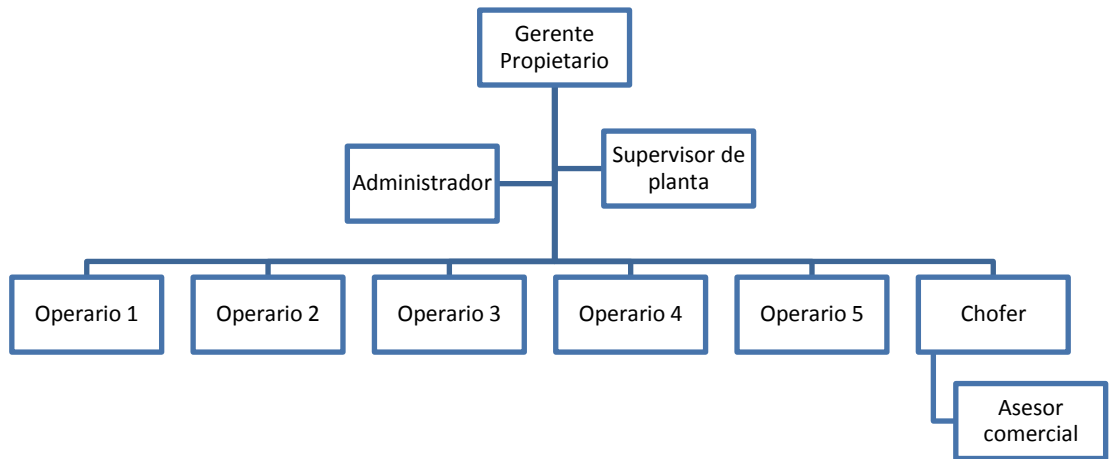 Gerente
Propietario
Administrador
Supervisor de
planta
Operario 1
Operario 2
Operario 3
Operario 4
Operario 5
Chofer
Asesor
comercial